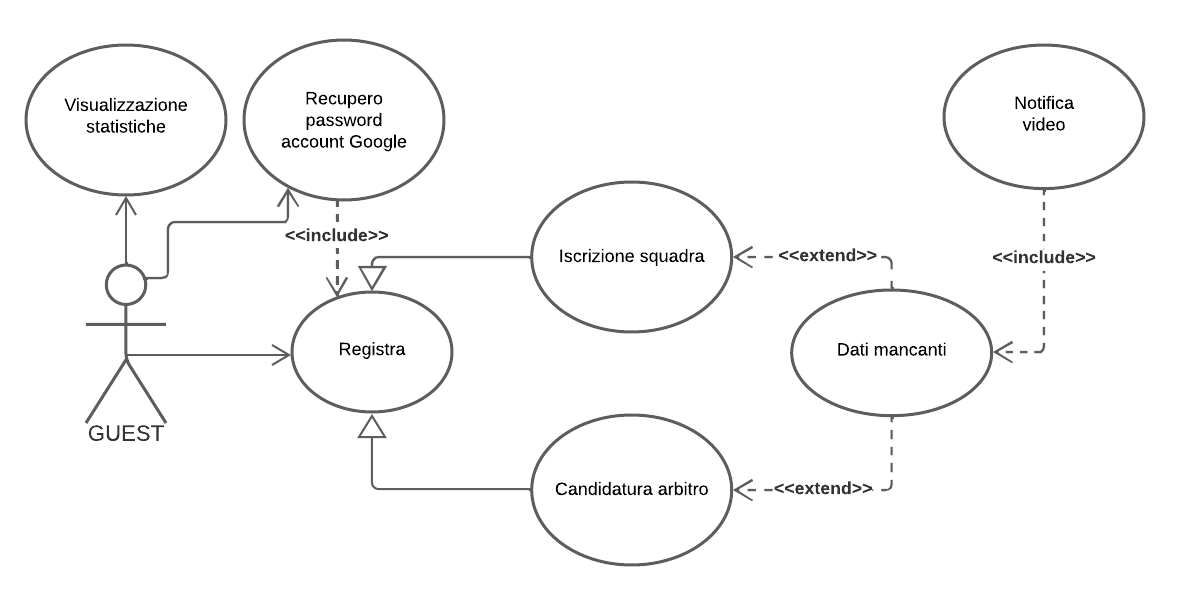 Visualizzazione
statistiche
Recupero
password
account Google
Notifica
video
<<include>>
Iscrizione squadra
<<extend>>
<<include>>
Registra
Dati mancanti
GUEST
Candidatura arbitro
<<extend>>